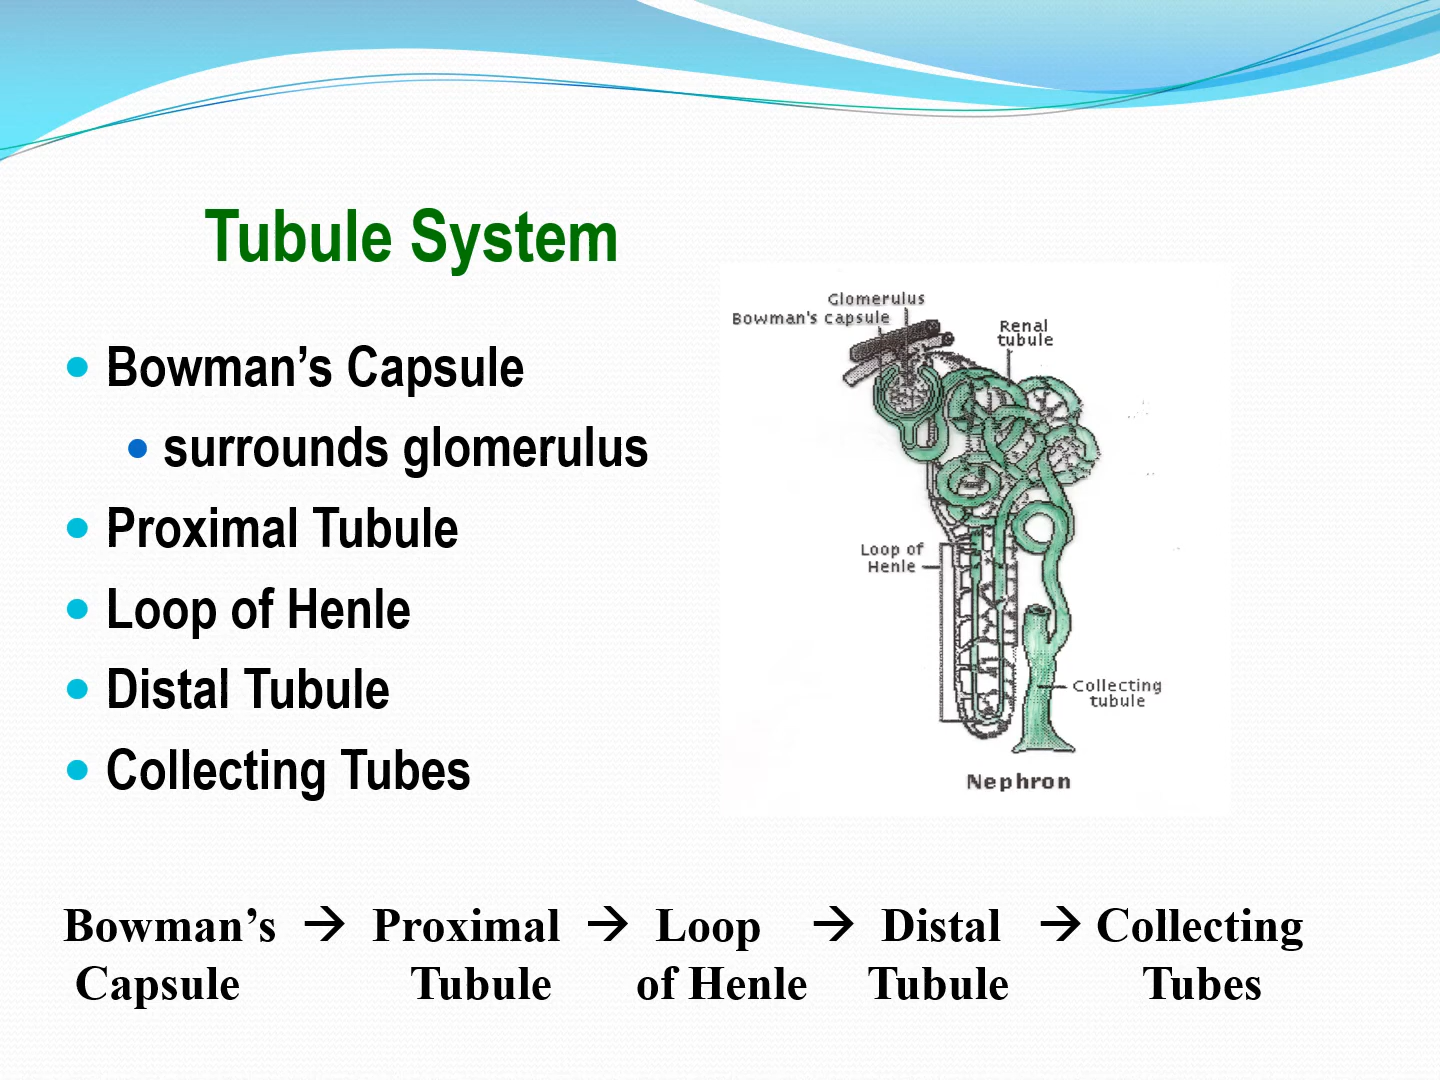 Tubule System
Bowman’s Capsule
surrounds glomerulus
Proximal Tubule
Loop of Henle
Distal Tubule
Collecting Tubes
Glomerulus
Bowman's capsule
Renal
tubule
Loop of
Henle
Collecting
tubule
Nephron
Bowman’s → Proximal → Loop → Distal → Collecting
Capsule Tubule of Henle Tubule Tubes